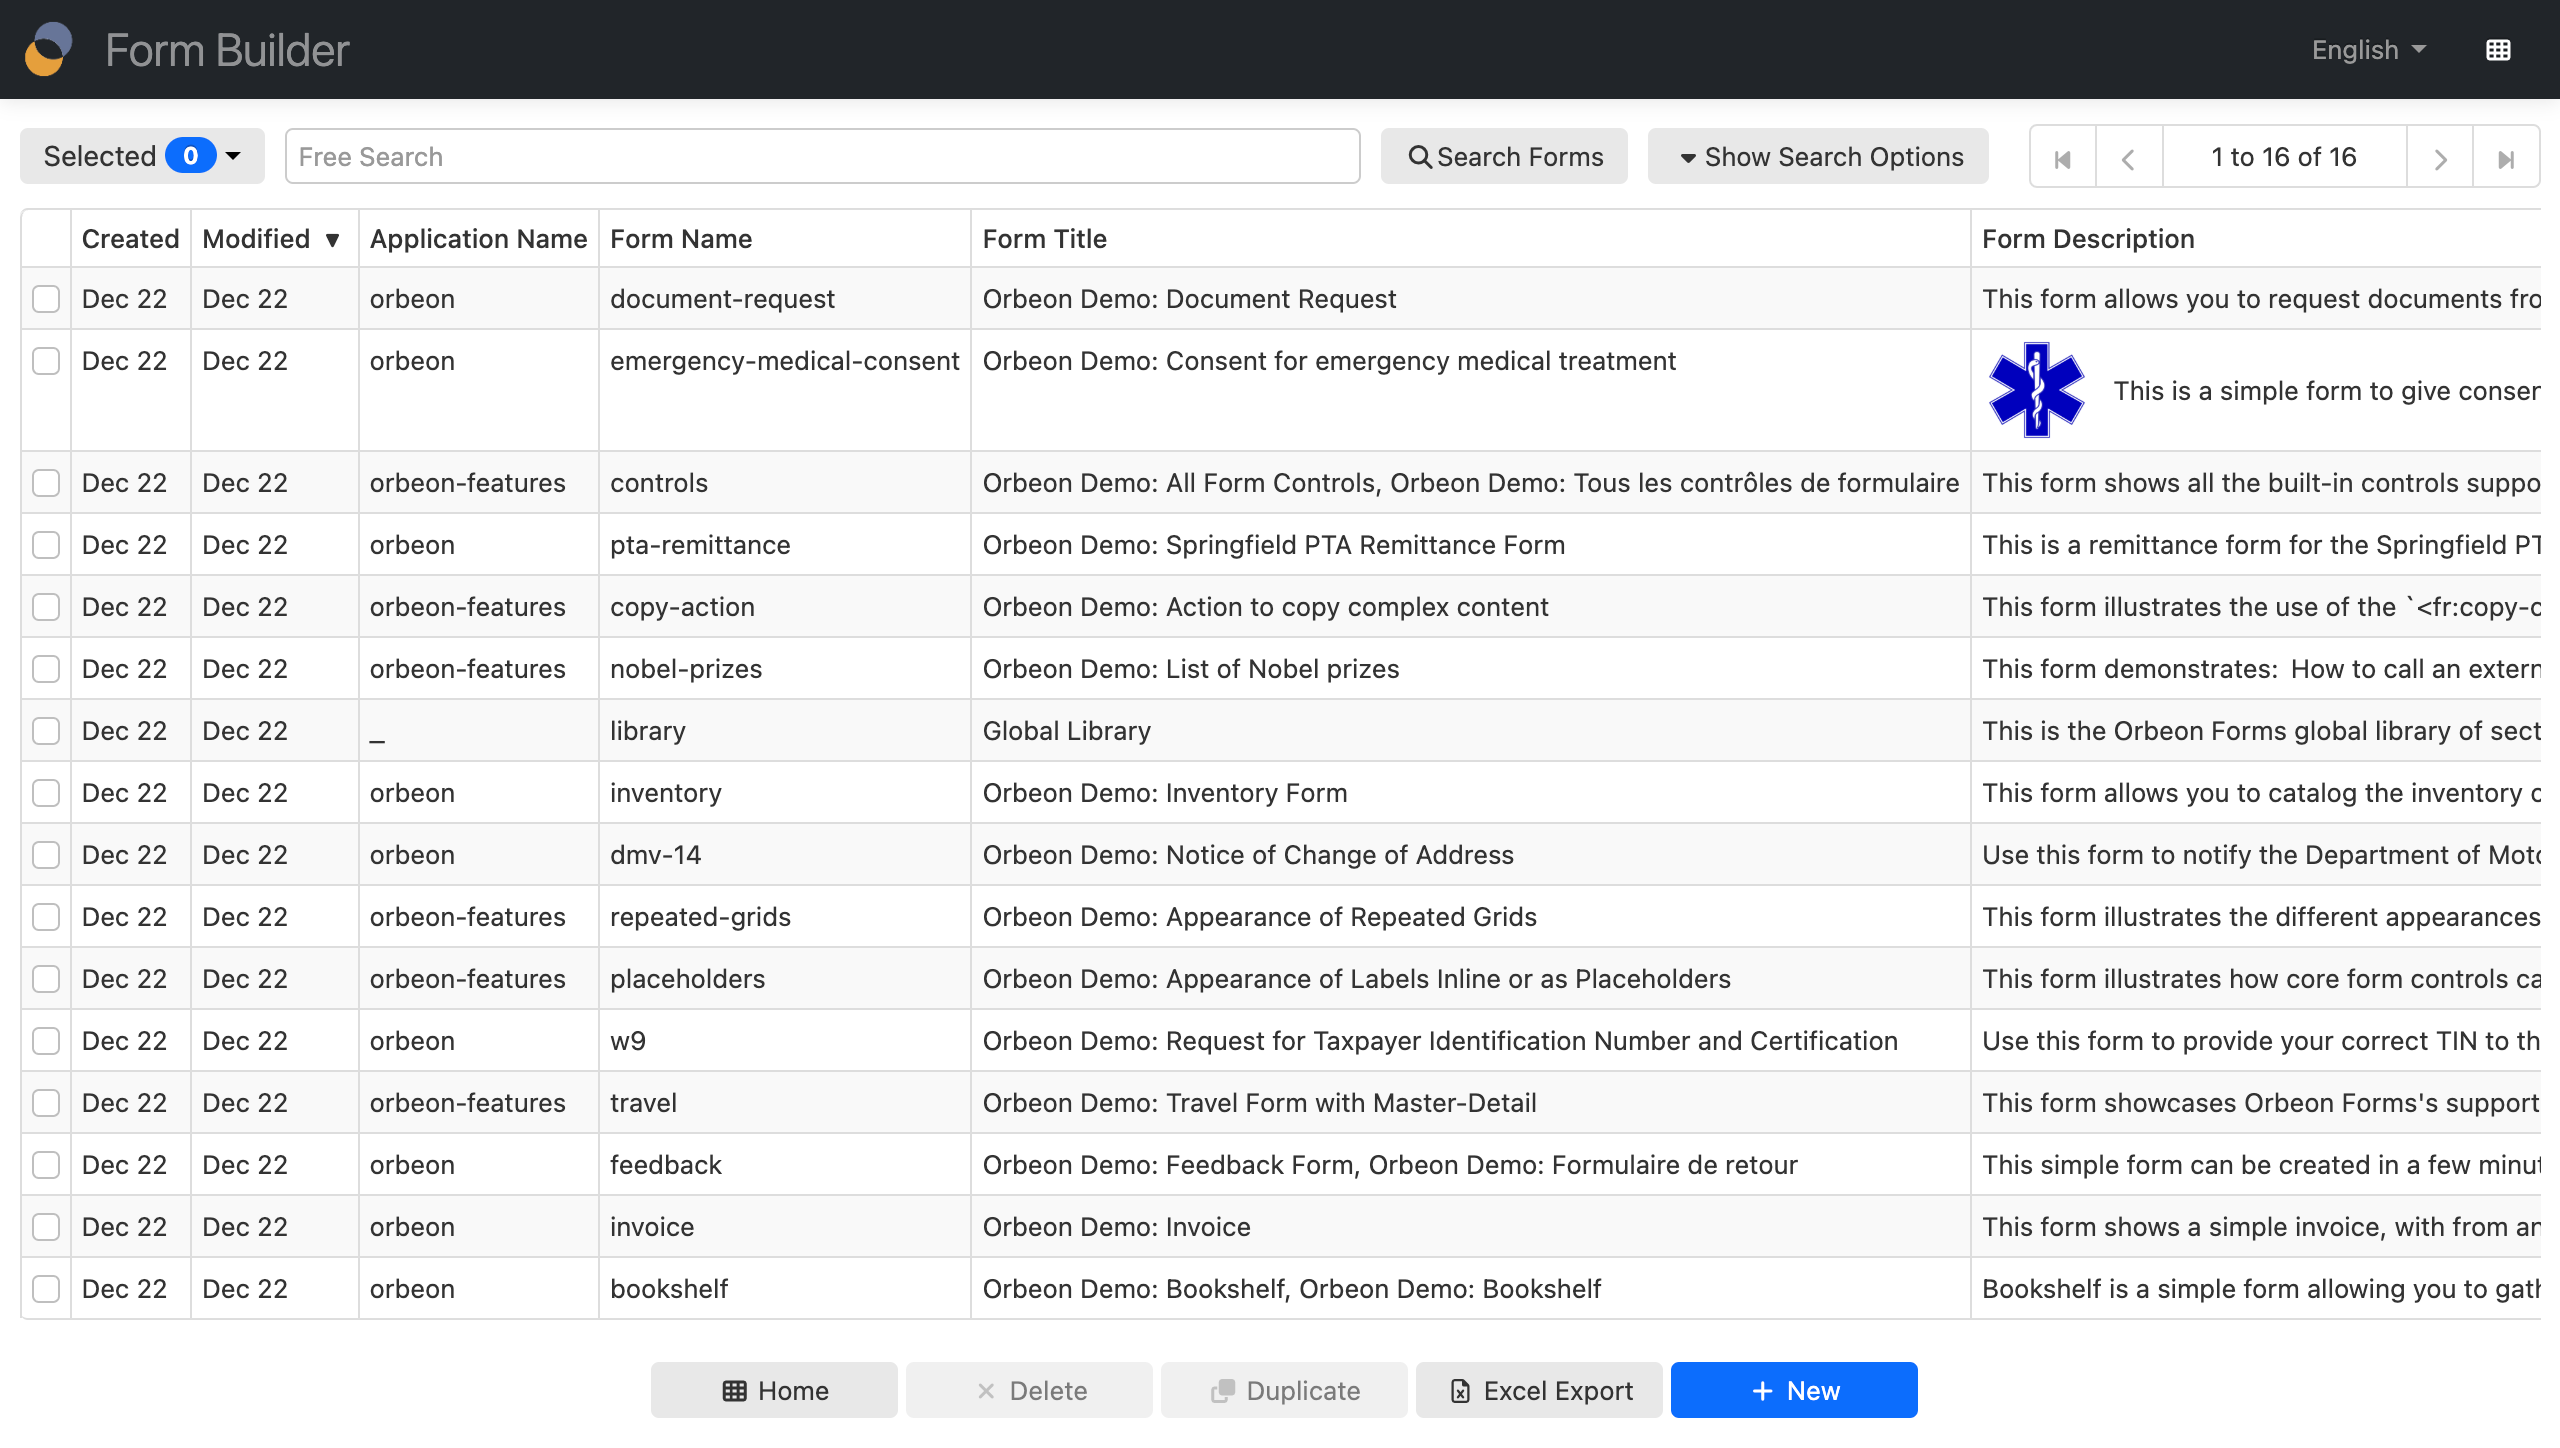 Form Builder English
Selected 0 Free Search Search Forms Show Search Options 1 to 16 of 16
Created Modified ▼ Application Name Form Name Form Title Form Description
Dec 22 Dec 22 orbeon document-request Orbeon Demo: Document Request This form allows you to request documents fro
Dec 22 Dec 22 orbeon emergency-medical-consent Orbeon Demo: Consent for emergency medical treatment This is a simple form to give conser
Dec 22 Dec 22 orbeon-features controls Orbeon Demo: All Form Controls, Orbeon Demo: Tous les contrôles de formulaire This form shows all the built-in controls suppo
Dec 22 Dec 22 orbeon pta-remittance Orbeon Demo: Springfield PTA Remittance Form This is a remittance form for the Springfield PT
Dec 22 Dec 22 orbeon-features copy-action Orbeon Demo: Action to copy complex content This form illustrates the use of the `<fr:copy-c
Dec 22 Dec 22 orbeon-features nobel-prizes Orbeon Demo: List of Nobel prizes This form demonstrates: How to call an extern
Dec 22 Dec 22 _ library Global Library This is the Orbeon Forms global library of sect
Dec 22 Dec 22 orbeon inventory Orbeon Demo: Inventory Form This form allows you to catalog the inventory o
Dec 22 Dec 22 orbeon dmv-14 Orbeon Demo: Notice of Change of Address Use this form to notify the Department of Moto
Dec 22 Dec 22 orbeon-features repeated-grids Orbeon Demo: Appearance of Repeated Grids This form illustrates the different appearances
Dec 22 Dec 22 orbeon-features placeholders Orbeon Demo: Appearance of Labels Inline or as Placeholders This form illustrates how core form controls ca
Dec 22 Dec 22 orbeon w9 Orbeon Demo: Request for Taxpayer Identification Number and Certification Use this form to provide your correct TIN to th
Dec 22 Dec 22 orbeon-features travel Orbeon Demo: Travel Form with Master-Detail This form showcases Orbeon Forms's support
Dec 22 Dec 22 orbeon feedback Orbeon Demo: Feedback Form, Orbeon Demo: Formulaire de retour This simple form can be created in a few minut
Dec 22 Dec 22 orbeon invoice Orbeon Demo: Invoice This form shows a simple invoice, with from an
Dec 22 Dec 22 orbeon bookshelf Orbeon Demo: Bookshelf, Orbeon Demo: Bookshelf Bookshelf is a simple form allowing you to gath
Home Delete Duplicate Excel Export New